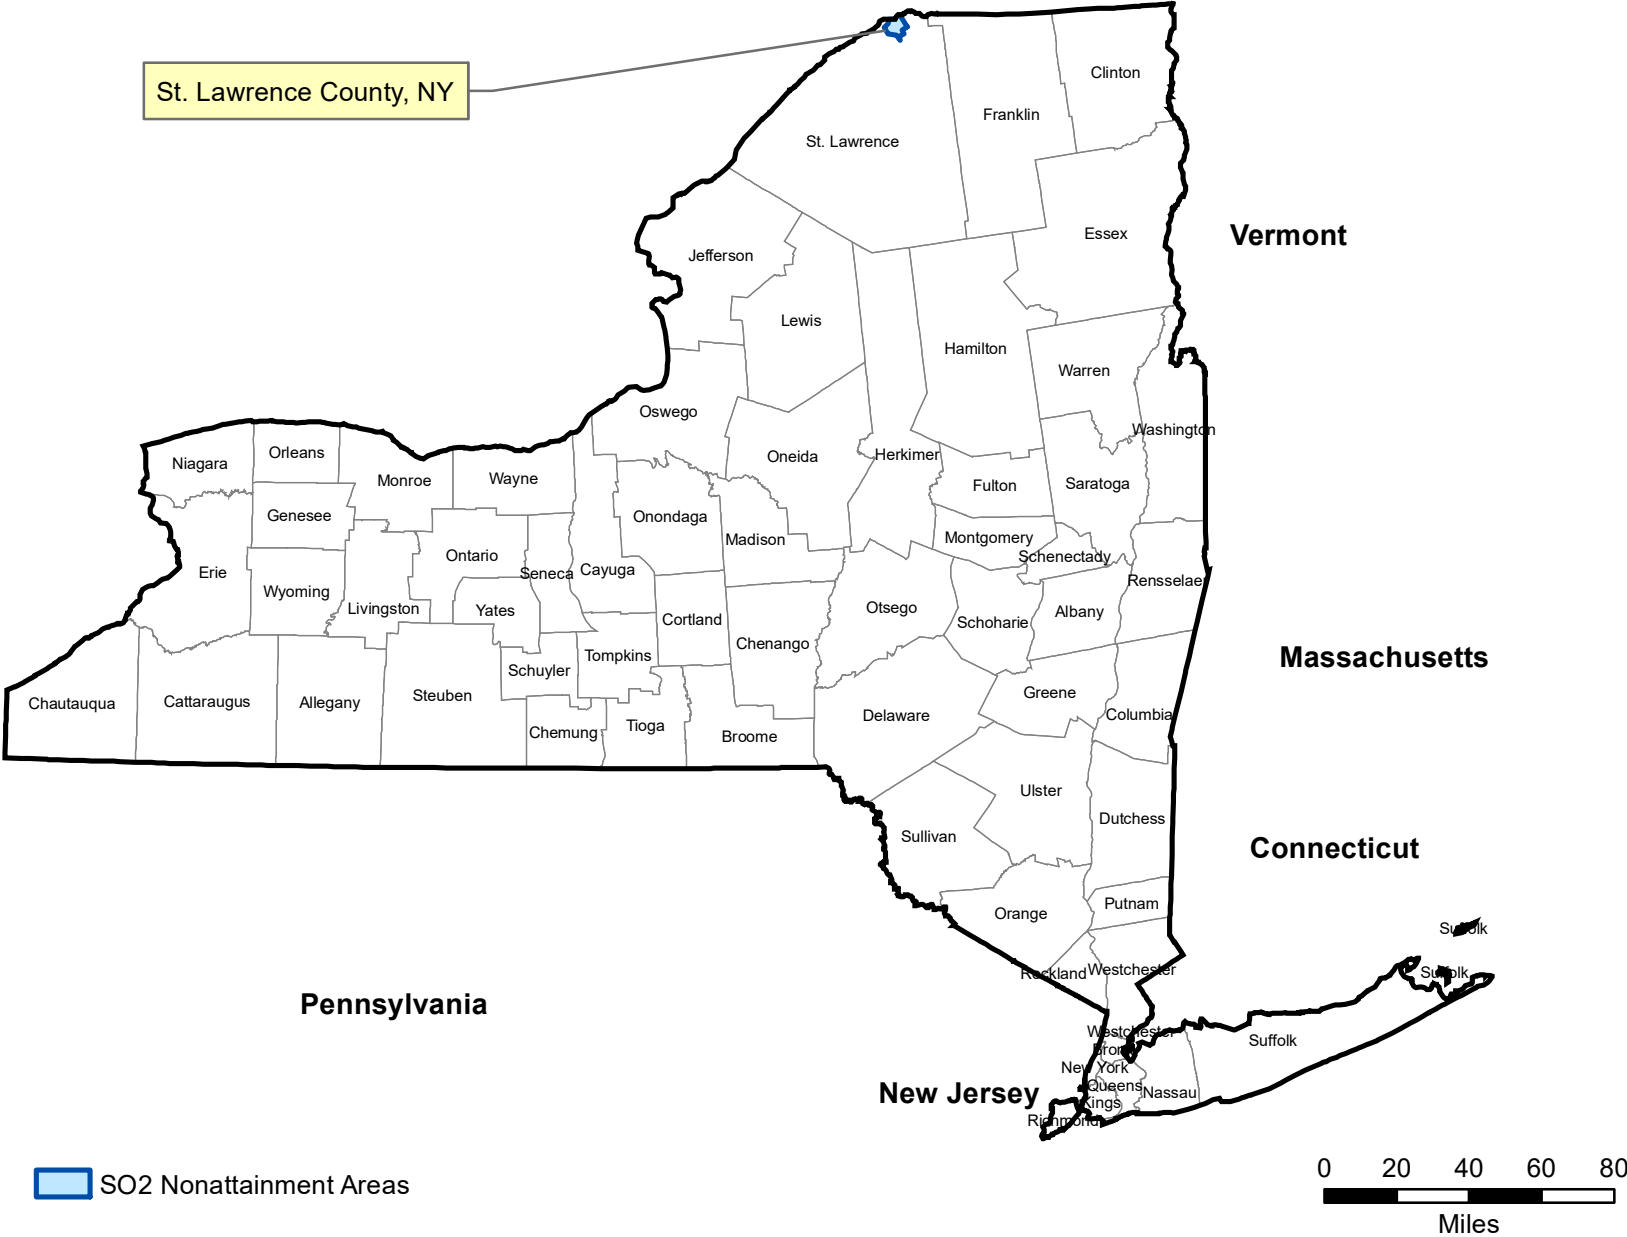 St. Lawrence County, NY
Clinton
Franklin
St. Lawrence
Essex
Vermont
Jefferson
Lewis
Hamilton
Warren
Oswego
Washington
Oneida
Herkimer
Niagara
Orleans
Monroe
Wayne
Fulton
Saratoga
Genesee
Onondaga
Madison
Montgomery
Schenectady
Ontario
Seneca
Cayuga
Erie
Rensselaer
Wyoming
Livingston
Yates
Cortland
Otsego
Schoharie
Albany
Chenango
Tompkins
Massachusetts
Schuyler
Chautauqua
Cattaraugus
Allegany
Steuben
Greene
Columbia
Delaware
Chemung
Tioga
Broome
Ulster
Dutchess
Sullivan
Connecticut
Putnam
Orange
Suffolk
Rockland
Westchester
Suffolk
Pennsylvania
Westchester
Bronx
Suffolk
New York
Queens
Nassau
New Jersey
Kings
Richmond
SO2 Nonattainment Areas
0 20 40 60 80
Miles